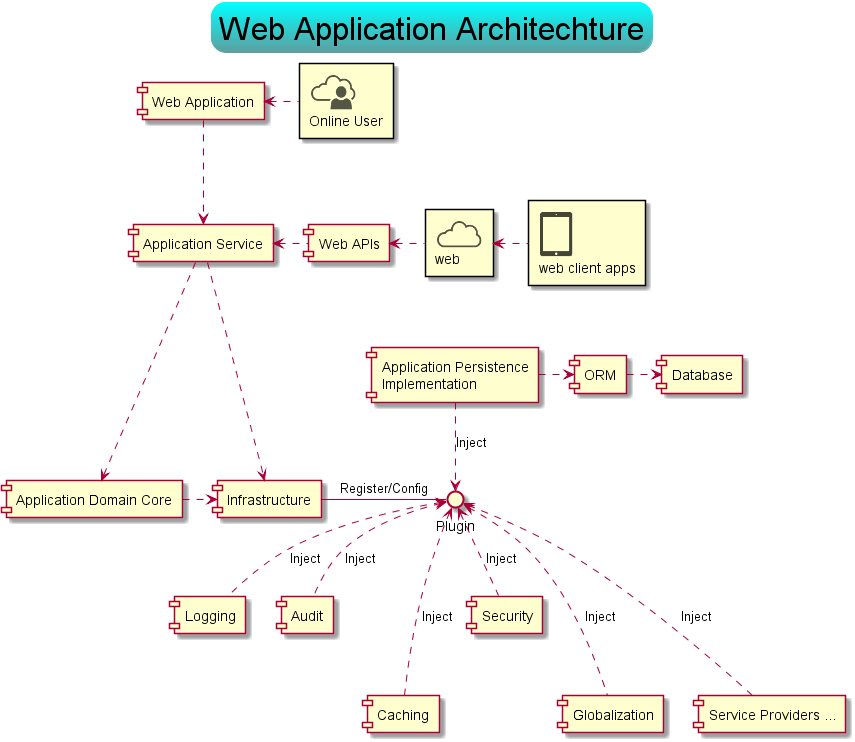 Web Application Architechture
Web Application
Online User
Application Service
Web APIs
web
web client apps
Application Persistence
Implementation
ORM
Database
Inject
Application Domain Core
Infrastructure
Register/Config
Plugin
Inject
Inject
Inject
Logging
Audit
Inject
Security
Inject
Inject
Caching
Globalization
Service Providers ...